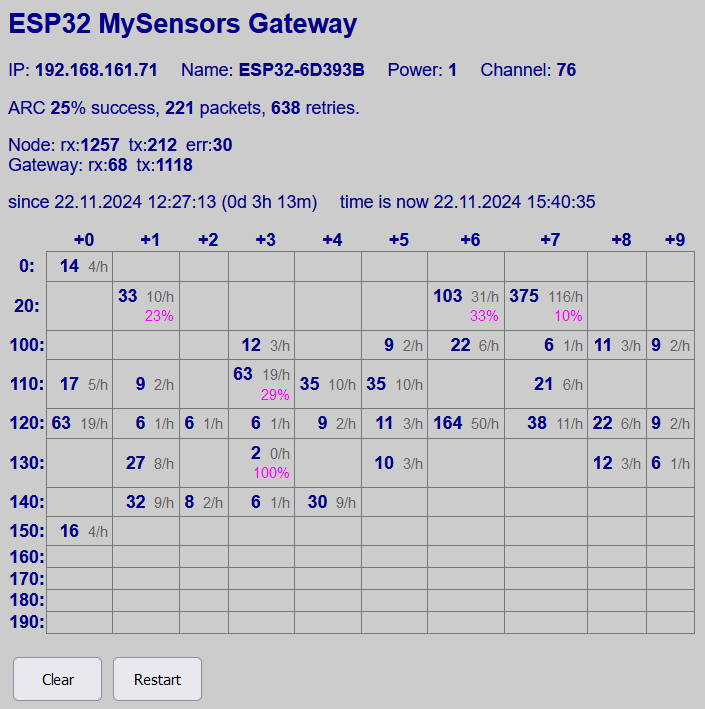 ESP32 MySensors Gateway
IP: 192.168.161.71 Name: ESP32-6D393B Power: 1 Channel: 76
ARC 25% success, 221 packets, 638 retries.
Node: rx:1257 tx:212 err:30
Gateway: rx:68 tx:1118
since 22.11.2024 12:27:13 (0d 3h 13m) time is now 22.11.2024 15:40:35
+0 +1 +2 +3 +4 +5 +6 +7 +8 +9
0: 14 4/h
20: 33 10/h 103 31/h 375 116/h
23% 33% 10%
100: 12 3/h 9 2/h 22 6/h 6 1/h 11 3/h 9 2/h
110: 17 5/h 9 2/h 63 19/h 35 10/h 35 10/h 21 6/h
29%
120: 63 19/h 6 1/h 6 1/h 6 1/h 9 2/h 11 3/h 164 50/h 38 11/h 22 6/h 9 2/h
130: 27 8/h 2 0/h 10 3/h 12 3/h 6 1/h
100%
140: 32 9/h 8 2/h 6 1/h 30 9/h
150: 16 4/h
160:
170:
180:
190:
Clear Restart